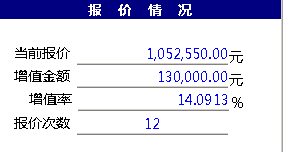 报价情况
当前报价 1,052,550.00元
增值金额 130,000.00元
增值率 14.0913 %
报价次数 12